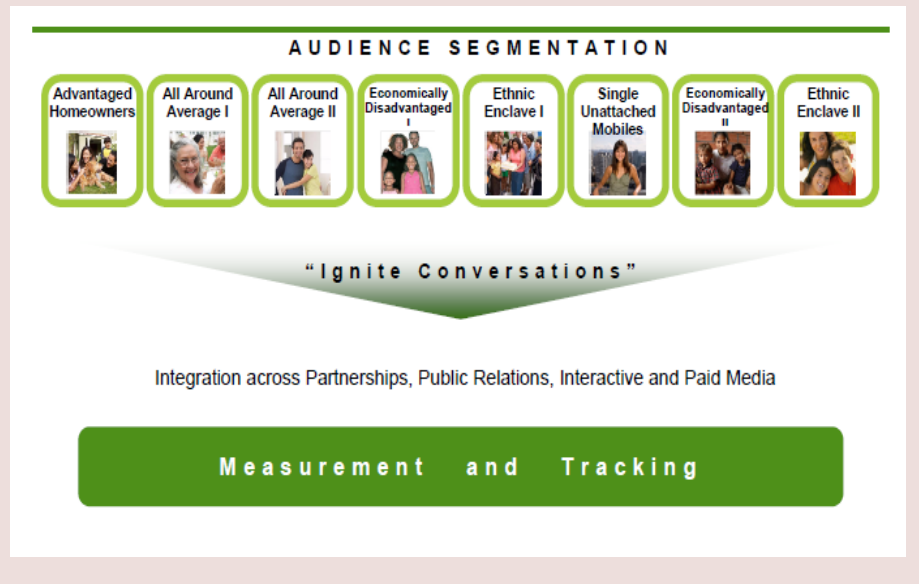 AUDIENCE SEGMENTATION
Advantaged
Homeowners
All Around
Average I
All Around
Average II
Economically
Disadvantaged
I
Ethnic
Enclave I
Single
Unattached
Mobiles
Economically
Disadvantaged
II
Ethnic
Enclave II
“Ignite Conversations”
Integration across Partnerships, Public Relations, Interactive and Paid Media
Measurement and Tracking